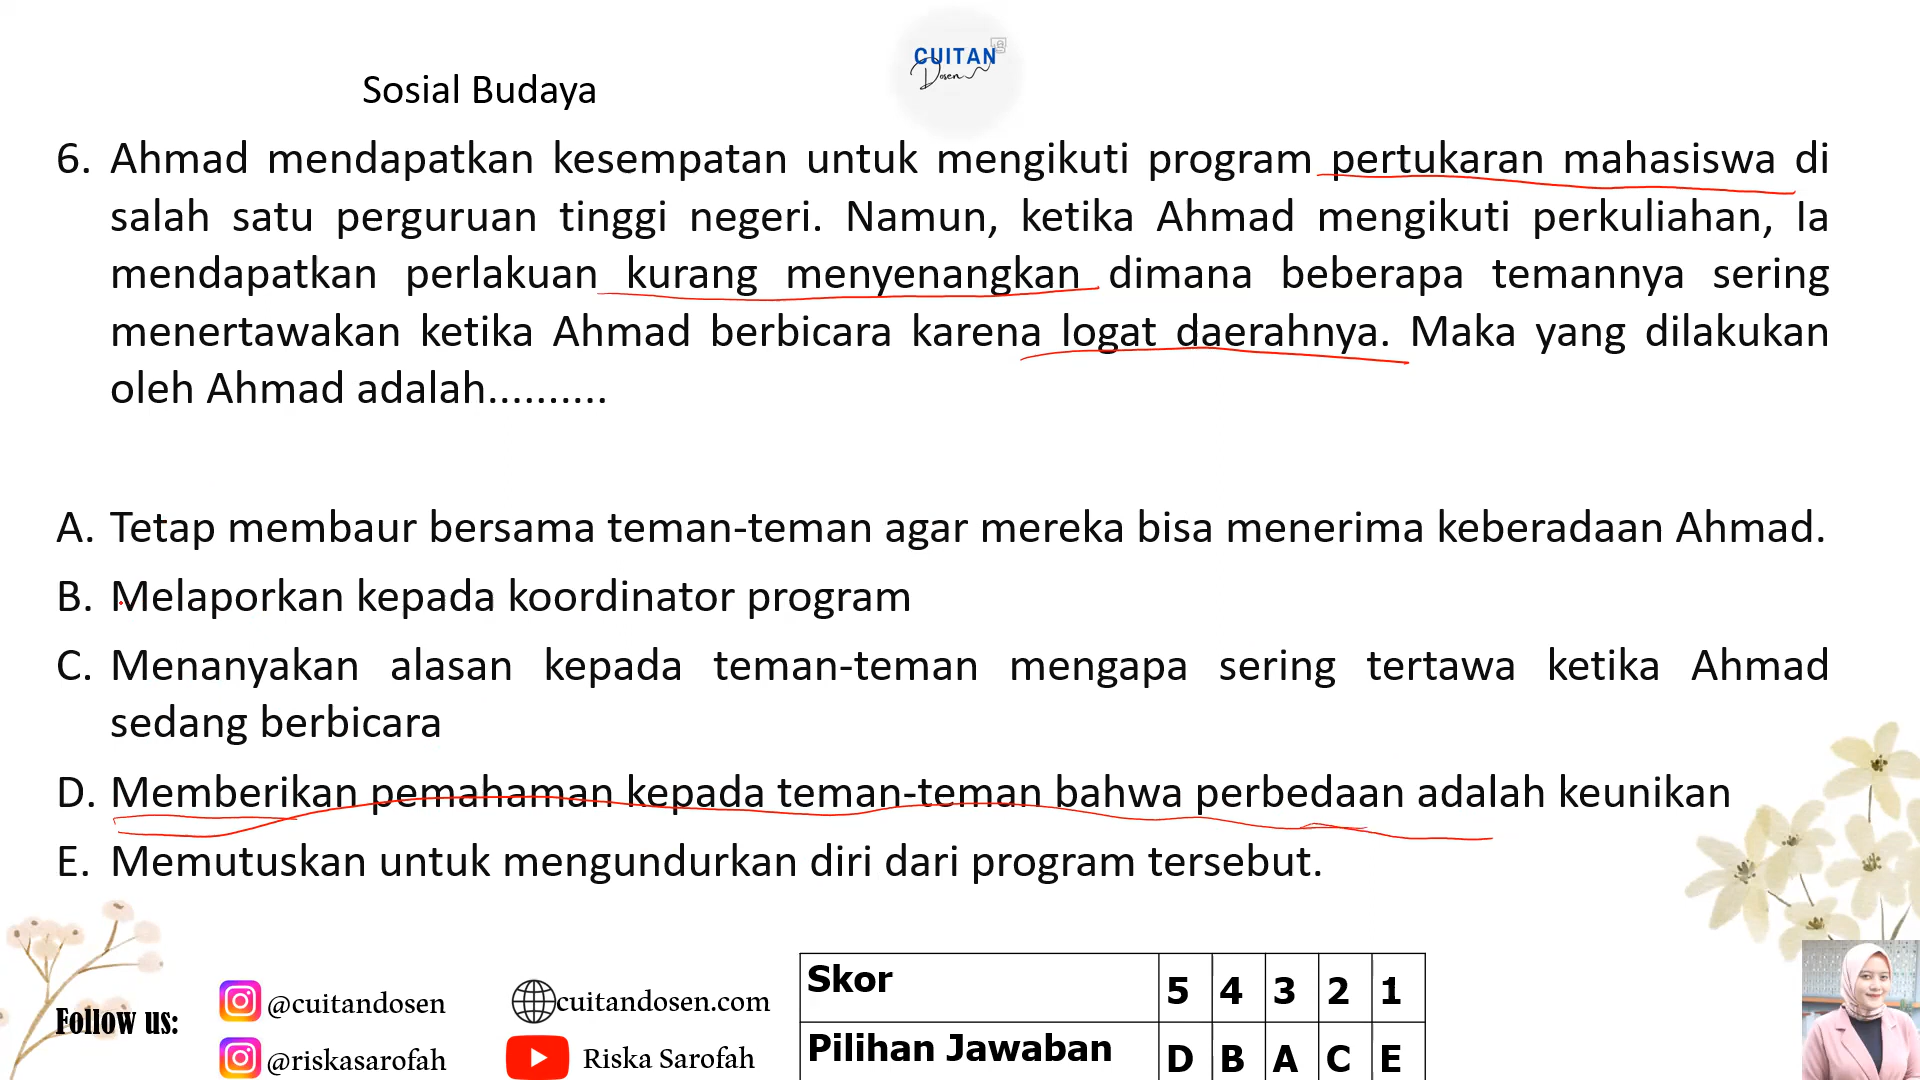 CUITAN
Dosen
Sosial Budaya
6. Ahmad mendapatkan kesempatan untuk mengikuti program pertukaran mahasiswa di
salah satu perguruan tinggi negeri. Namun, ketika Ahmad mengikuti perkuliahan, Ia
mendapatkan perlakuan kurang menyenangkan dimana beberapa temannya sering
menertawakan ketika Ahmad berbicara karena logat daerahnya. Maka yang dilakukan
oleh Ahmad adalah..........
A. Tetap membaur bersama teman-teman agar mereka bisa menerima keberadaan Ahmad.
B. Melaporkan kepada koordinator program
C. Menanyakan alasan kepada teman-teman mengapa sering tertawa ketika Ahmad
sedang berbicara
D. Memberikan pemahaman kepada teman-teman bahwa perbedaan adalah keunikan
E. Memutuskan untuk mengundurkan diri dari program tersebut.
Follow us:
@cuitandosen
cuitandosen.com
@riskasarofah
Riska Sarofah
Skor 5 4 3 2 1
Pilihan Jawaban D B A C E